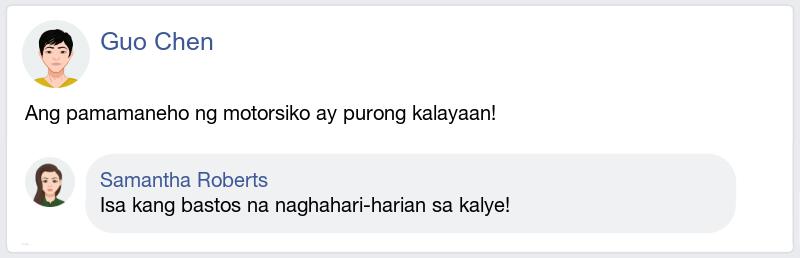 Guo Chen
Ang pamamaneho ng motorsiko ay purong kalayaan!
Samantha Roberts
Isa kang bastos na naghahari-harian sa kalye!